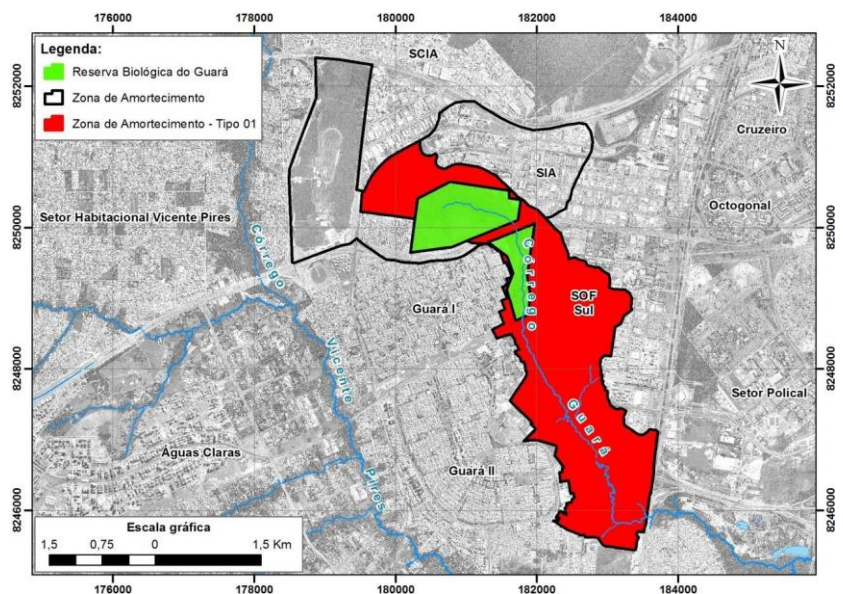 176000 178000 180000 182000 184000
Legenda:
Reserva Biológica do Guará
Zona de Amortecimento
Zona de Amortecimento - Tipo 01
SCIA
N
8252000
8252000
Cruzeiro
SIA
Octogonal
Setor Habitacional Vicente Pires
8250000
8250000
Córrego
Córrego
SOF
Sul
Guará I
Vicente
8248000
8248000
Setor Polical
Guará
Águas Claras
Guará II
Pires
8246000
8246000
Escala gráfica
1,5 0,75 0 1,5 Km
176000 178000 180000 182000 184000